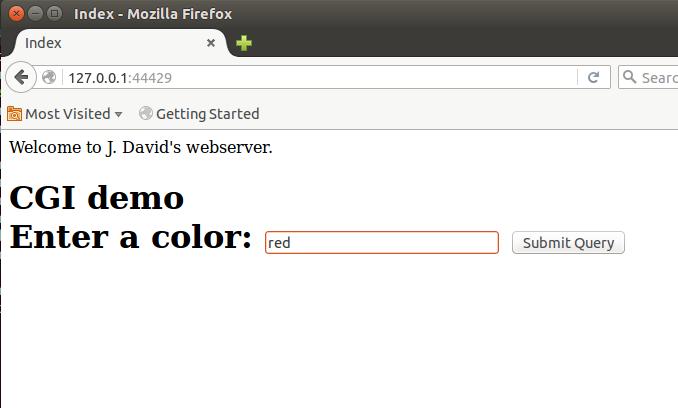 Index - Mozilla Firefox
Index
127.0.0.1:44429
Searc
Most Visited Getting Started
Welcome to J. David's webserver.
CGI demo
Enter a color: red Submit Query